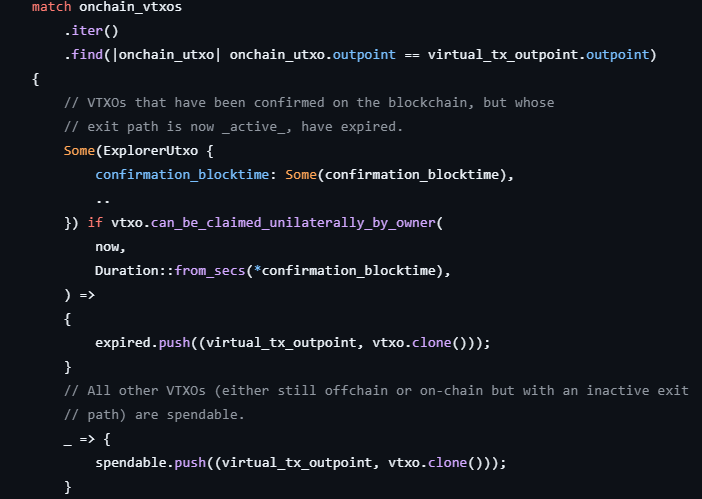 match onchain_vtxos
.iter()
.find(|onchain_utxo| onchain_utxo.outpoint == virtual_tx_outpoint.outpoint)
{
// VTXOs that have been confirmed on the blockchain, but whose
// exit path is now _active_, have expired.
Some(ExplorerUtxo {
confirmation_blocktime: Some(confirmation_blocktime),
..
}) if vtxo.can_be_claimed_unilaterally_by_owner(
now,
Duration::from_secs(*confirmation_blocktime),
) =>
{
expired.push((virtual_tx_outpoint, vtxo.clone()));
}
// All other VTXOs (either still offchain or on-chain but with an inactive exit
// path) are spendable.
_ => {
spendable.push((virtual_tx_outpoint, vtxo.clone()));
}